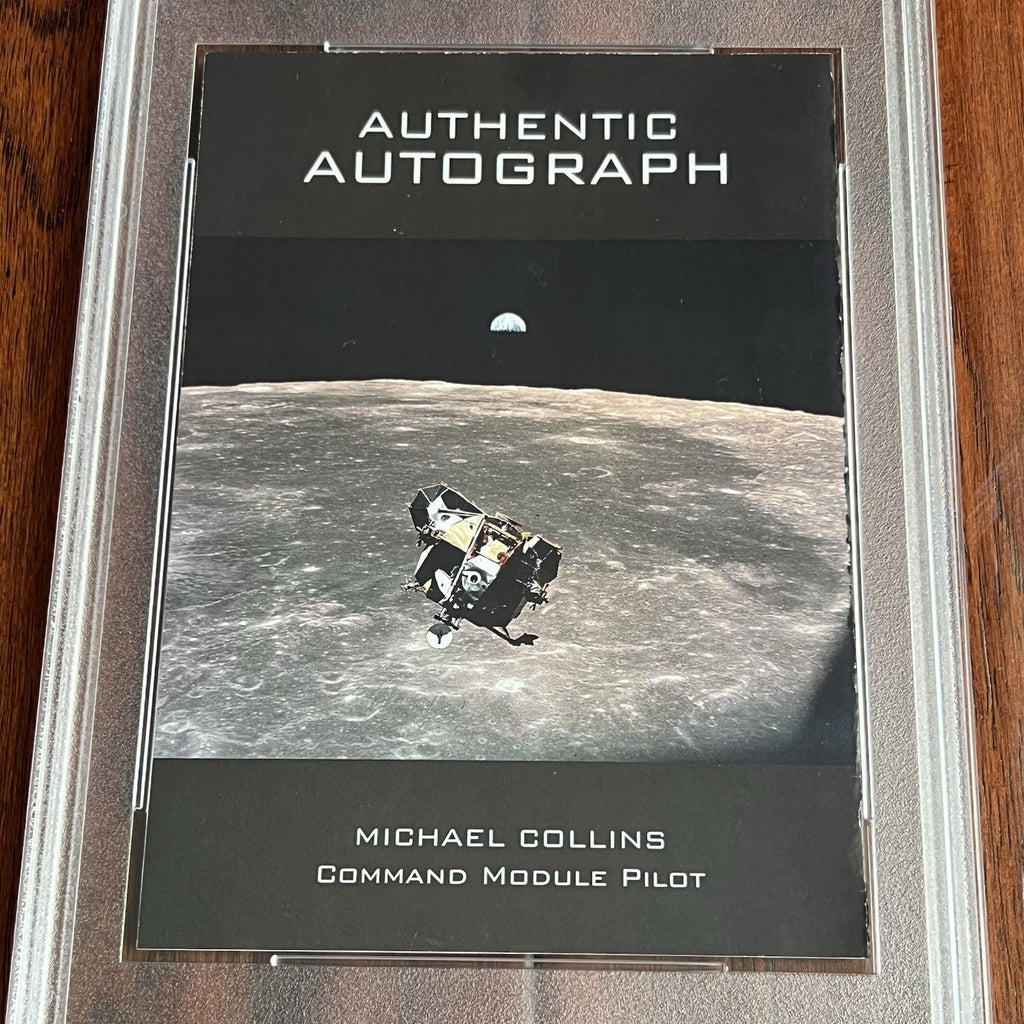 AUTHENTIC
AUTOGRAPH
MICHAEL COLLINS
COMMAND MODULE PILOT